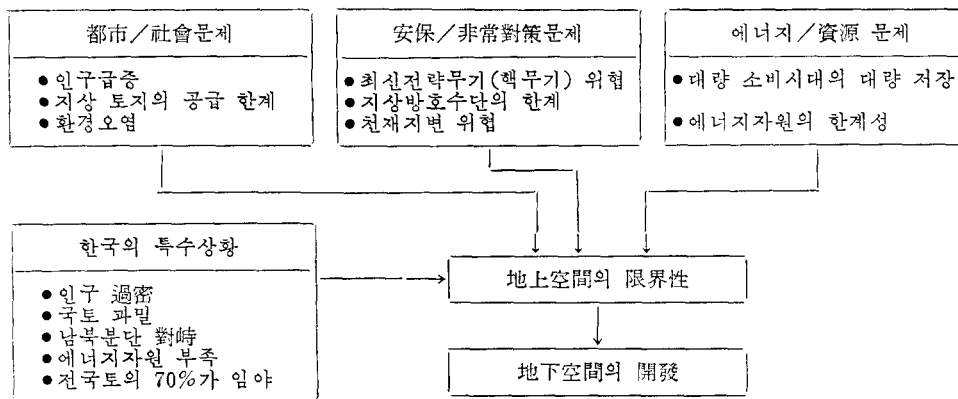 都市/社會문제
● 인구급증
● 지상 토지의 공급 한계
● 환경오염
安保/非常對策문제
● 최신전략무기(핵무기) 위협
● 지상방호수단의 한계
● 천재지변 위협
에너지/資源 문제
● 대량 소비시대의 대량 저장
● 에너지자원의 한계성
한국의 특수상황
● 인구 過密
● 국토 과밀
● 남북분단 對峙
● 에너지자원 부족
● 전국토의 70%가 임야
地上空間의 限界性
地下空間의 開發